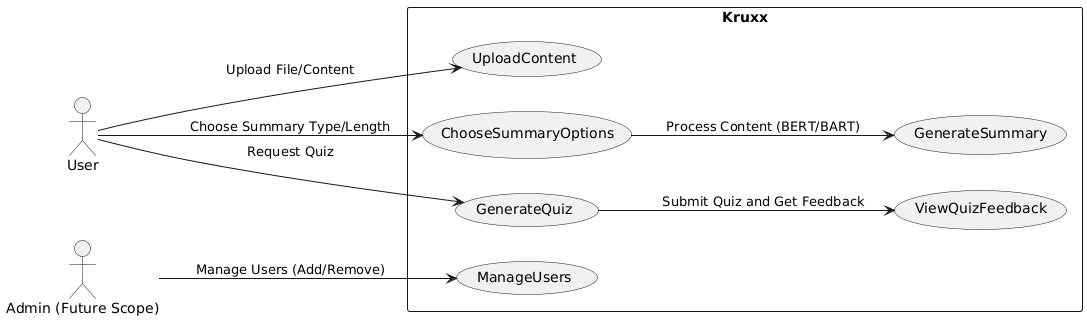 Kruxx
UploadContent
Upload File/Content
Choose Summary Type/Length
ChooseSummaryOptions
Process Content (BERT/BART)
GenerateSummary
Request Quiz
User
GenerateQuiz
Submit Quiz and Get Feedback
ViewQuizFeedback
Manage Users (Add/Remove)
ManageUsers
Admin (Future Scope)